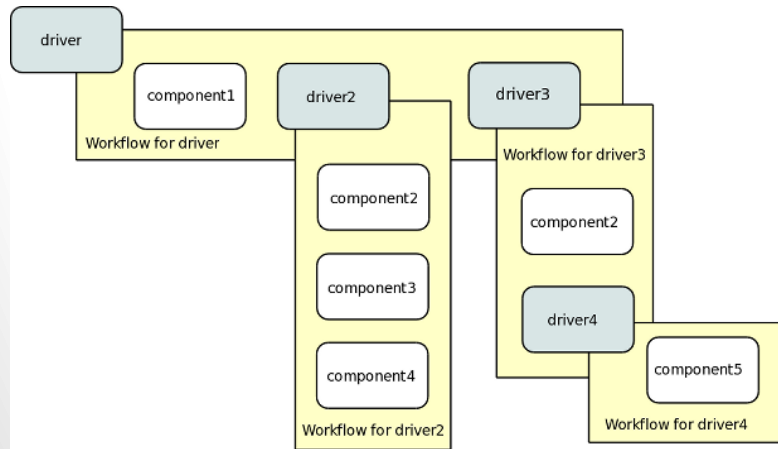 driver
component1
driver2
driver3
Workflow for driver
Workflow for driver3
component2
component2
component3
driver4
component4
component5
Workflow for driver2
Workflow for driver4